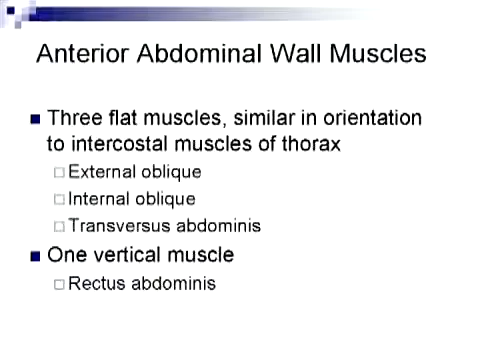 Anterior Abdominal Wall Muscles
Three flat muscles, similar in orientation
to intercostal muscles of thorax
External oblique
Internal oblique
Transversus abdominis
One vertical muscle
Rectus abdominis